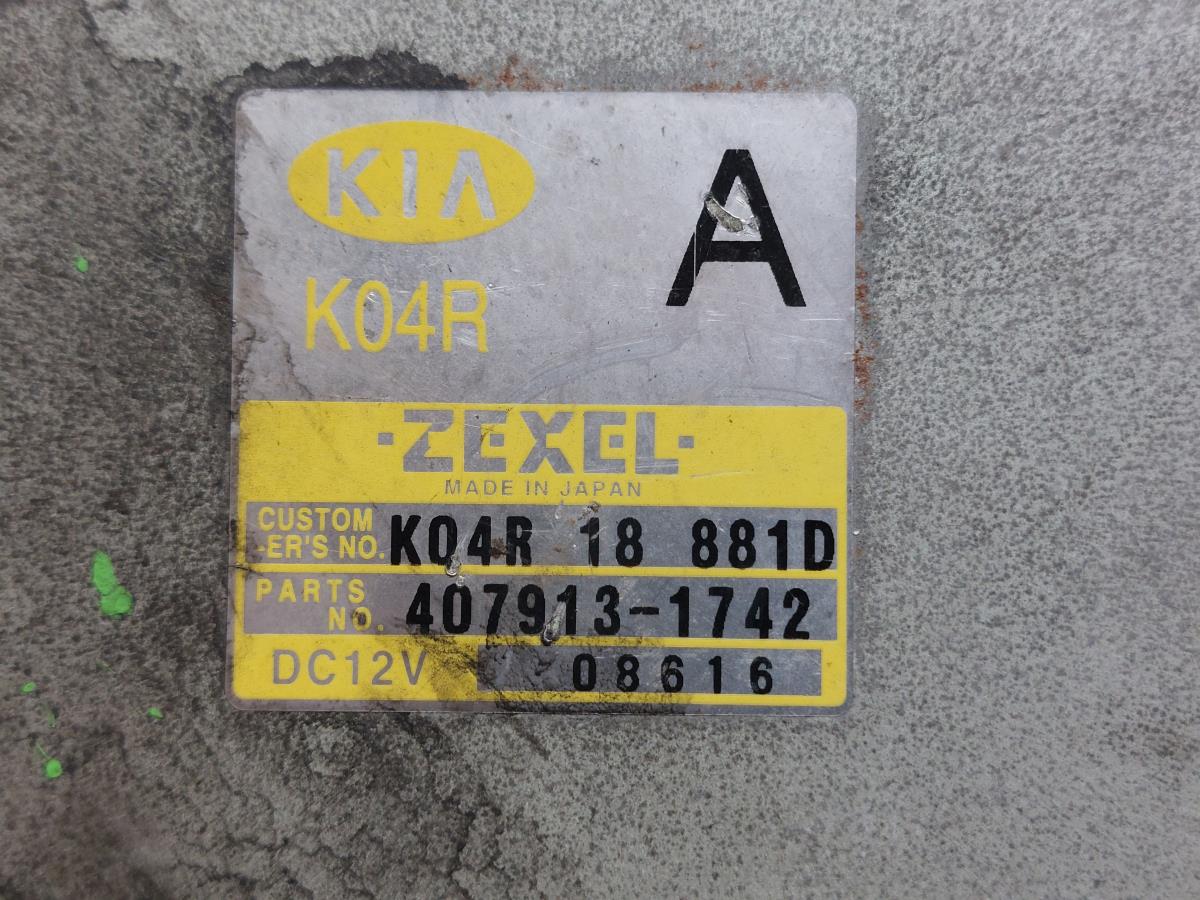 KIA
A
K04R
·ZEXEL·
MADE IN JAPAN
CUSTOM
-ER'S NO. K04R 18 881D
PARTS
NO. 407913-1742
DC12V 08616